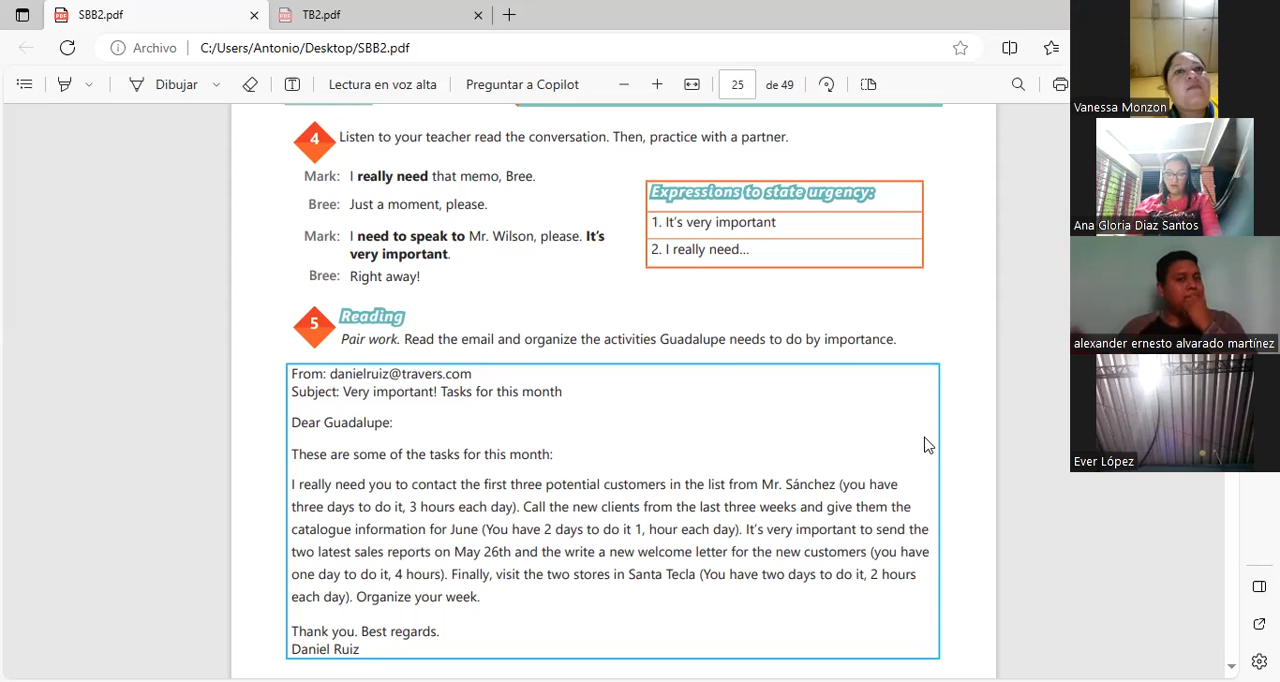 SBB2.pdf
TB2.pdf
Archivo C:/Users/Antonio/Desktop/SBB2.pdf
Dibujar Lectura en voz alta Preguntar a Copilot 25 de 49
4 Listen to your teacher read the conversation. Then, practice with a partner.
Mark: I really need that memo, Bree.
Bree: Just a moment, please.
Mark: I need to speak to Mr. Wilson, please. It's
very important.
Bree: Right away!
Expressions to state urgency:
1. It's very important
2. I really need...
5 Reading
Pair work. Read the email and organize the activities Guadalupe needs to do by importance.
From: danielruiz@travers.com
Subject: Very important! Tasks for this month
Dear Guadalupe:
These are some of the tasks for this month:
I really need you to contact the first three potential customers in the list from Mr. Sánchez (you have
three days to do it, 3 hours each day). Call the new clients from the last three weeks and give them the
catalogue information for June (You have 2 days to do it 1, hour each day). It's very important to send the
two latest sales reports on May 26th and the write a new welcome letter for the new customers (you have
one day to do it, 4 hours). Finally, visit the two stores in Santa Tecla (You have two days to do it, 2 hours
each day). Organize your week.
Thank you. Best regards.
Daniel Ruiz
Vanessa Monzon
Ana Gloria Diaz Santos
alexander ernesto alvarado martínez
Ever López